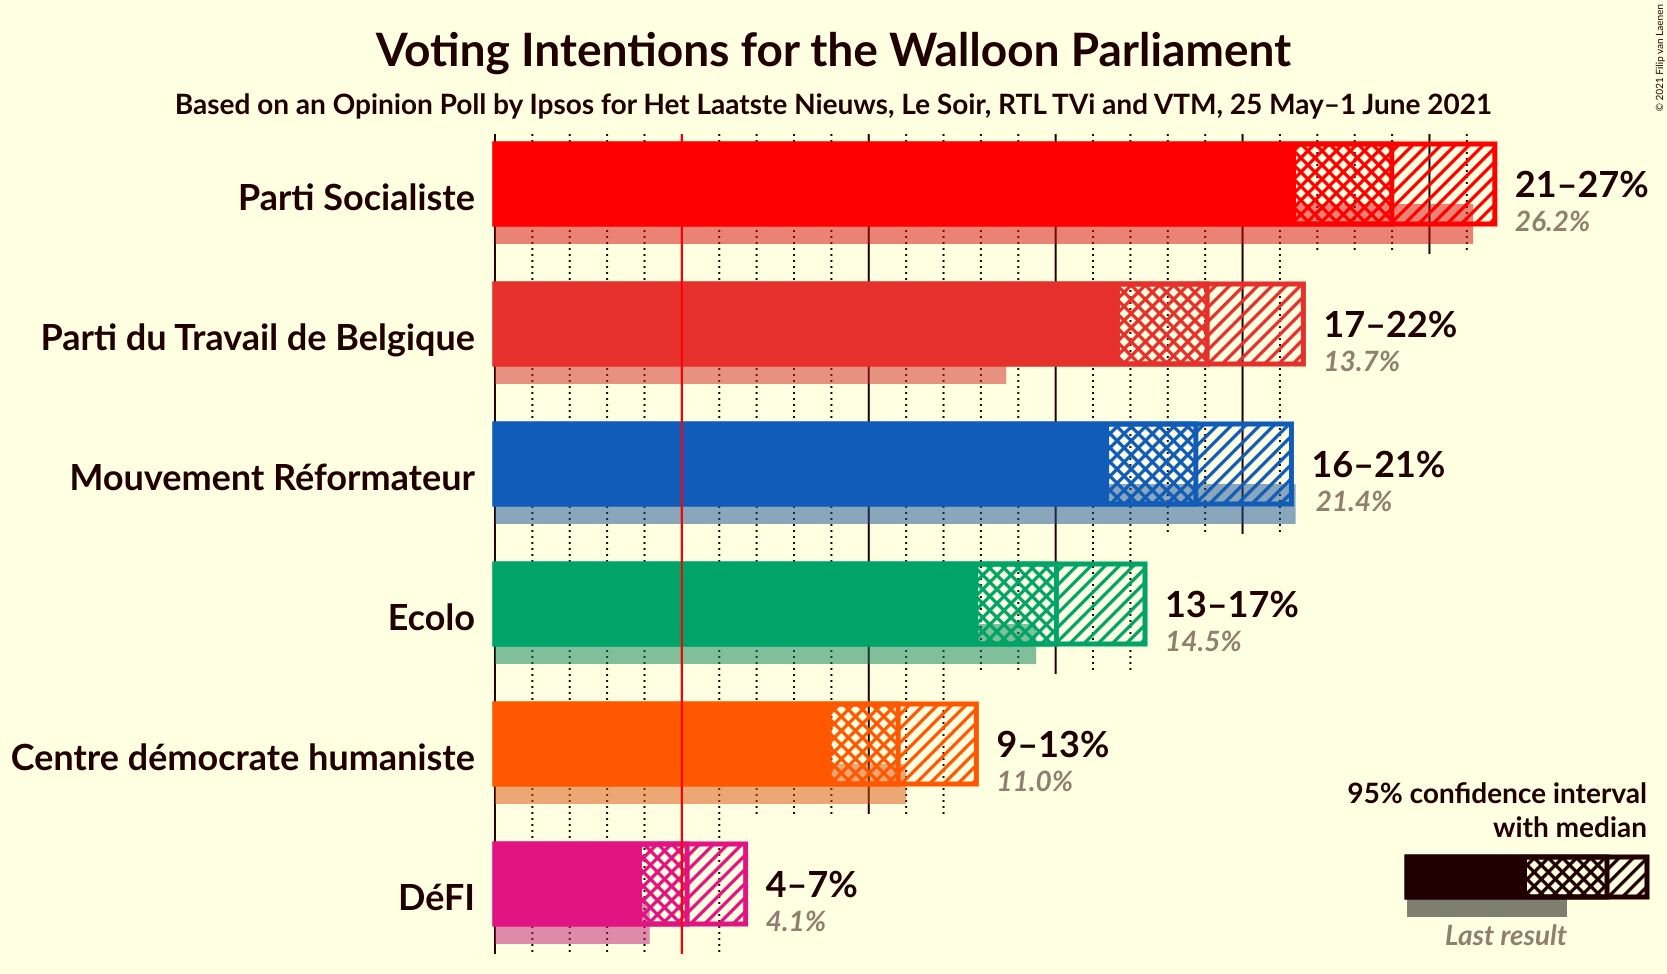 Voting Intentions for the Walloon Parliament
Based on an Opinion Poll by Ipsos for Het Laatste Nieuws, Le Soir, RTL TVi and VTM, 25 May–1 June 2021
© 2021 Filip van Laenen
Parti Socialiste
21–27%
26.2%
Parti du Travail de Belgique
17–22%
13.7%
Mouvement Réformateur
16–21%
21.4%
Ecolo
13–17%
14.5%
Centre démocrate humaniste
9–13%
11.0%
DéFI
4–7%
4.1%
95% confidence interval
with median
Last result